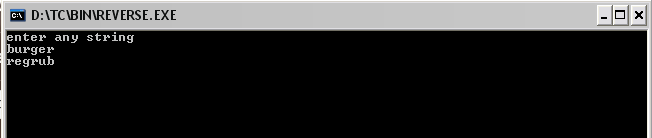 D:\TC\BIN\REVERSE.EXE
enter any string
burger
regrub